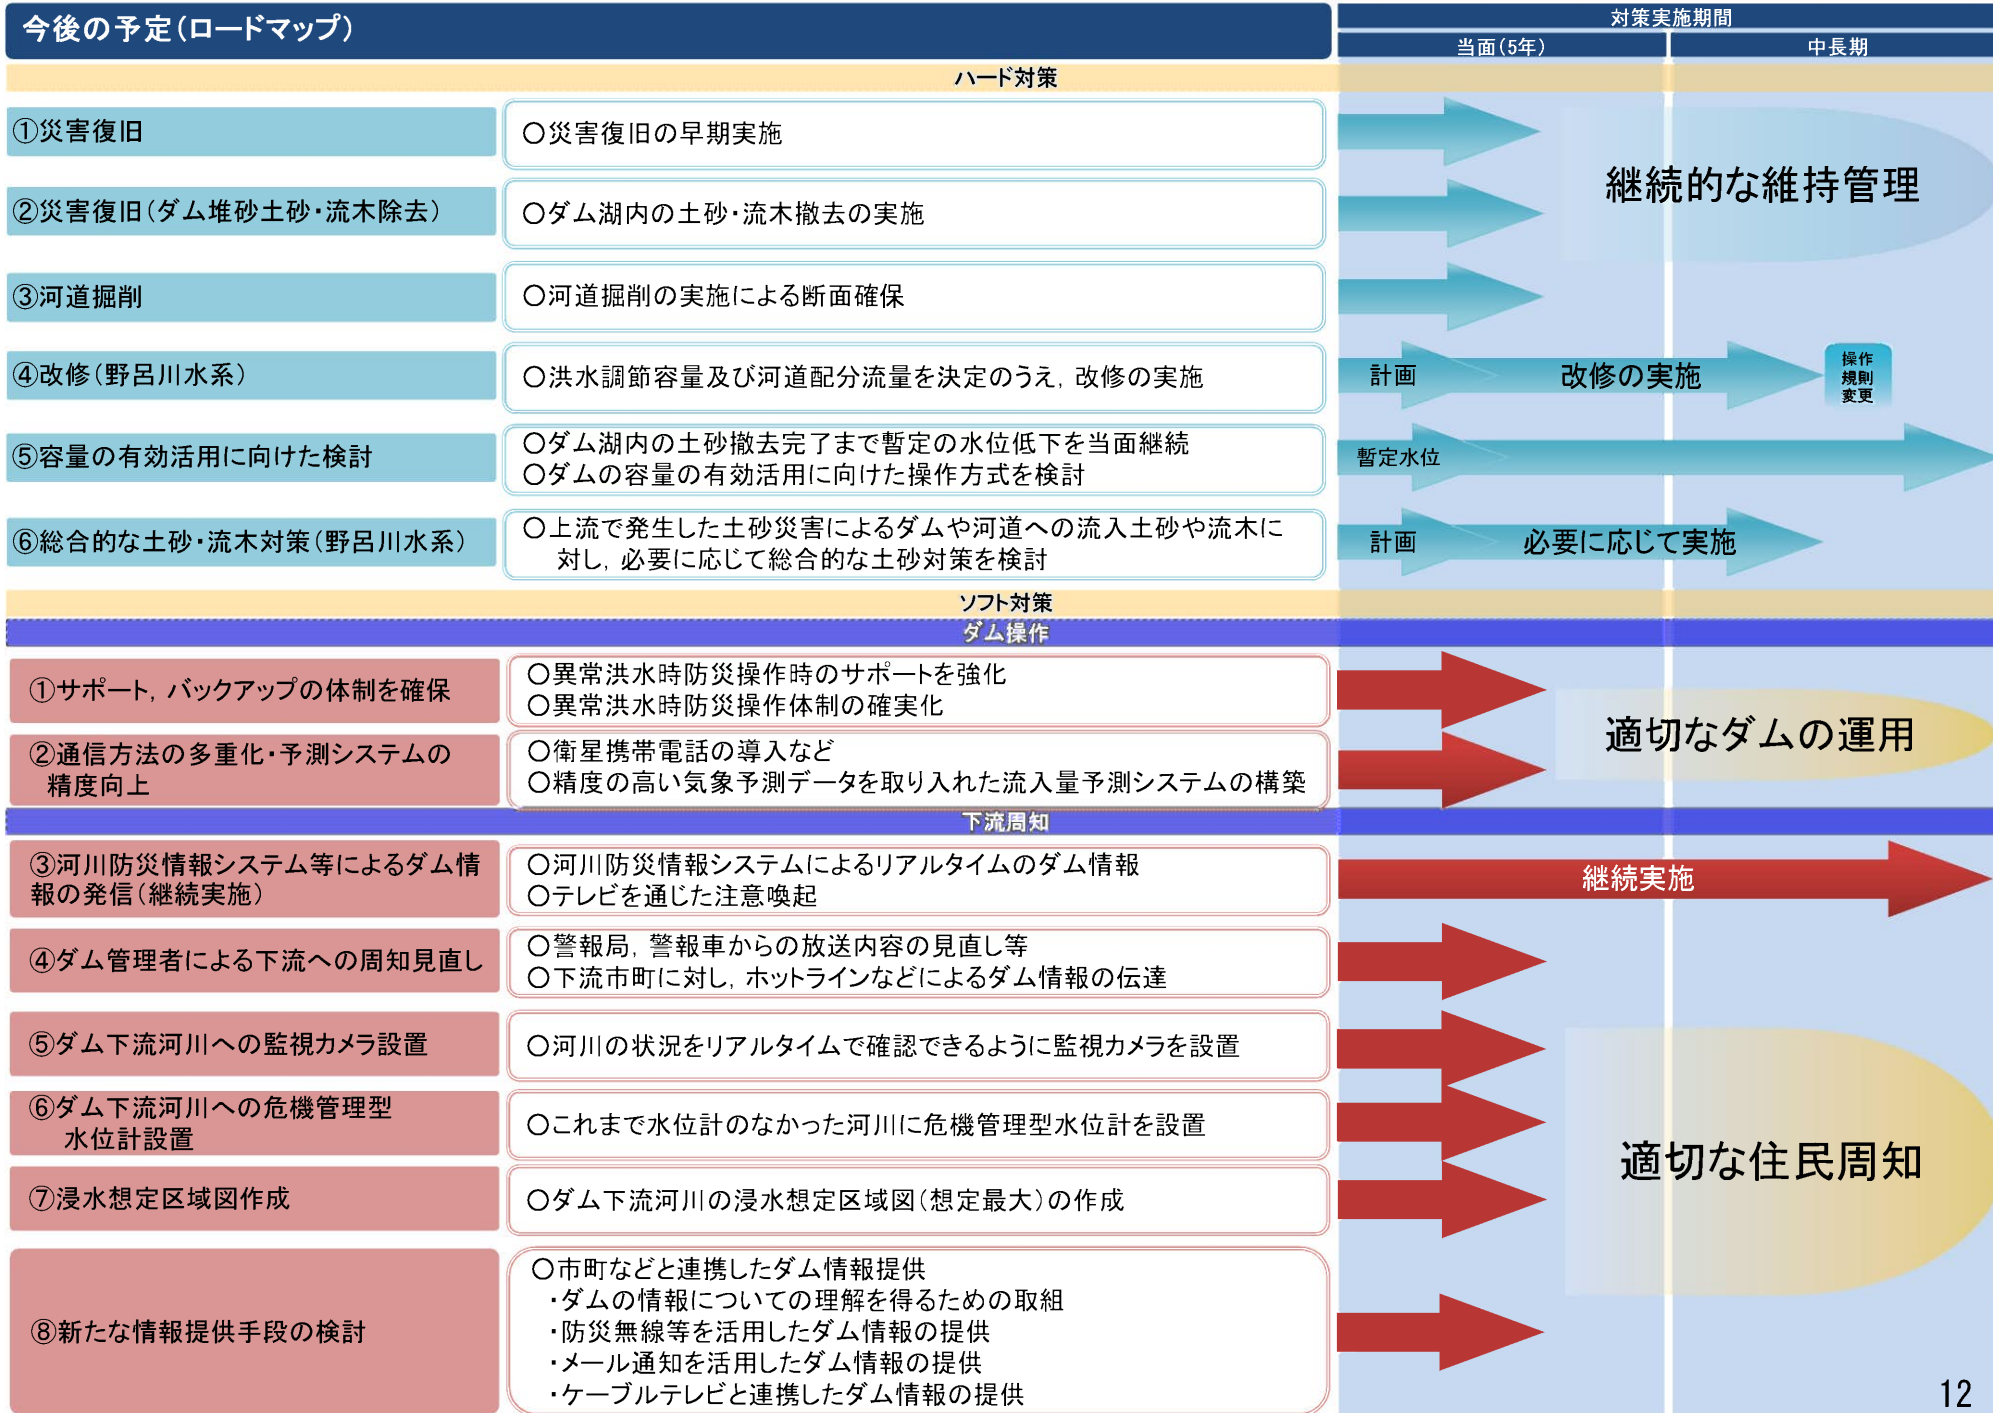 今後の予定(ロードマップ)
対策実施期間
当面(5年)
中長期
ハード対策
①災害復旧
○災害復旧の早期実施
継続的な維持管理
②災害復旧(ダム堆砂土砂・流木除去)
○ダム湖内の土砂・流木撤去の実施
③河道掘削
○河道掘削の実施による断面確保
④改修(野呂川水系)
○洪水調節容量及び河道配分流量を決定のうえ,改修の実施
計画
改修の実施
操作
規則
変更
⑤容量の有効活用に向けた検討
○ダム湖内の土砂撤去完了まで暫定の水位低下を当面継続
○ダムの容量の有効活用に向けた操作方式を検討
暫定水位
⑥総合的な土砂・流木対策(野呂川水系)
○上流で発生した土砂災害によるダムや河道への流入土砂や流木に
対し,必要に応じて総合的な土砂対策を検討
計画
必要に応じて実施
ソフト対策
ダム操作
①サポート,バックアップの体制を確保
○異常洪水時防災操作時のサポートを強化
○異常洪水時防災操作体制の確実化
適切なダムの運用
②通信方法の多重化・予測システムの
精度向上
○衛星携帯電話の導入など
○精度の高い気象予測データを取り入れた流入量予測システムの構築
下流周知
③河川防災情報システム等によるダム情
報の発信(継続実施)
○河川防災情報システムによるリアルタイムのダム情報
○テレビを通じた注意喚起
継続実施
④ダム管理者による下流への周知見直し
○警報局,警報車からの放送内容の見直し等
○下流市町に対し,ホットラインなどによるダム情報の伝達
⑤ダム下流河川への監視カメラ設置
○河川の状況をリアルタイムで確認できるように監視カメラを設置
⑥ダム下流河川への危機管理型
水位計設置
○これまで水位計のなかった河川に危機管理型水位計を設置
適切な住民周知
⑦浸水想定区域図作成
○ダム下流河川の浸水想定区域図(想定最大)の作成
⑧新たな情報提供手段の検討
○市町などと連携したダム情報提供
・ダムの情報についての理解を得るための取組
・防災無線等を活用したダム情報の提供
・メール通知を活用したダム情報の提供
・ケーブルテレビと連携したダム情報の提供
12